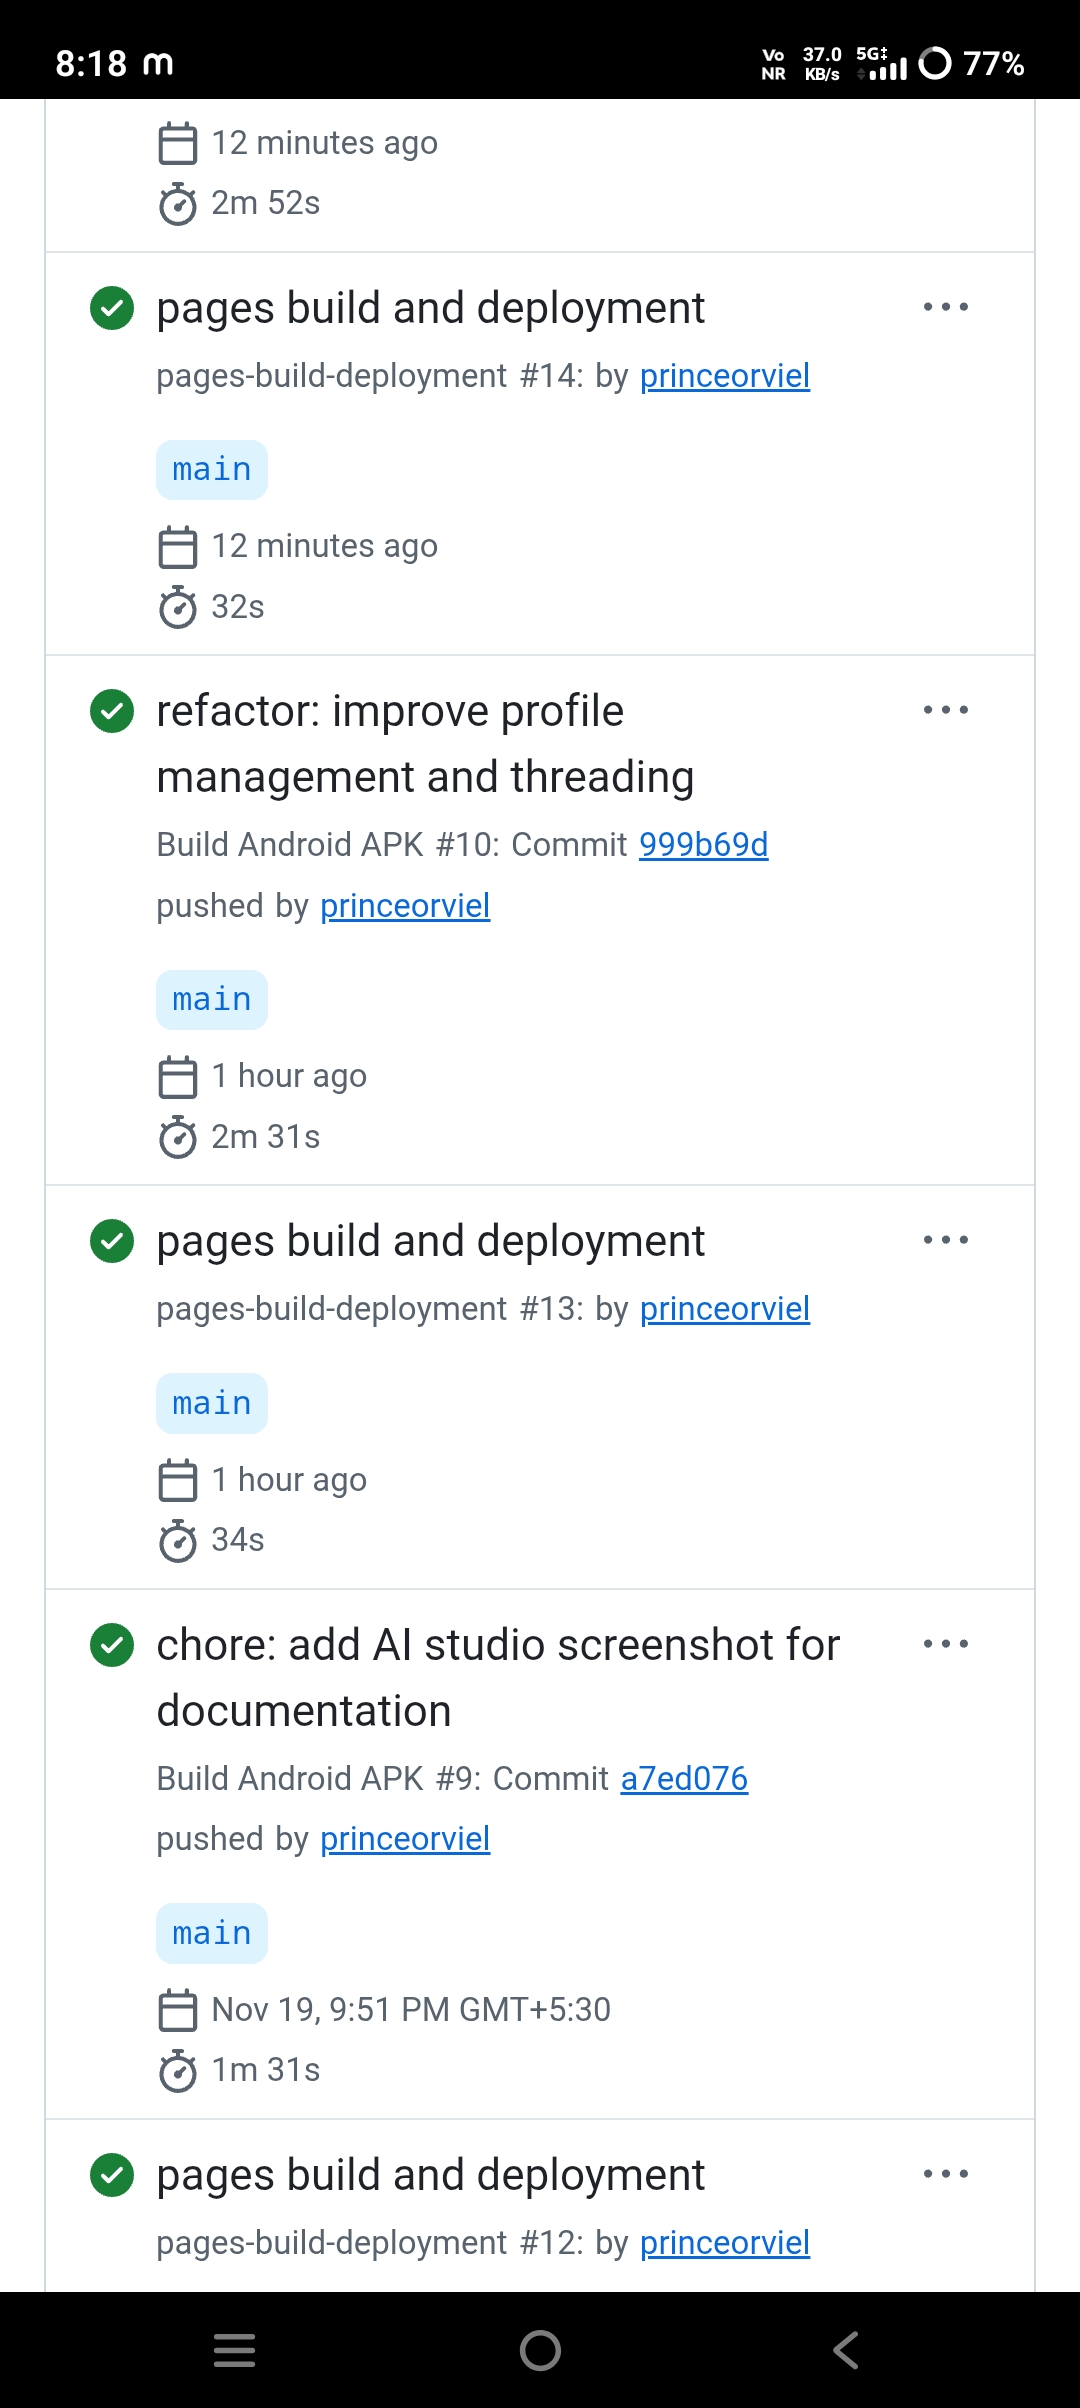 8:18 m Vo NR 37.0 KB/s 5G 77%
12 minutes ago
2m 52s
pages build and deployment
pages-build-deployment #14: by princeorviel
main
12 minutes ago
32s
refactor: improve profile
management and threading
Build Android APK #10: Commit 999b69d
pushed by princeorviel
main
1 hour ago
2m 31s
pages build and deployment
pages-build-deployment #13: by princeorviel
main
1 hour ago
34s
chore: add AI studio screenshot for
documentation
Build Android APK #9: Commit a7ed076
pushed by princeorviel
main
Nov 19, 9:51 PM GMT+5:30
1m 31s
pages build and deployment
pages-build-deployment #12: by princeorviel